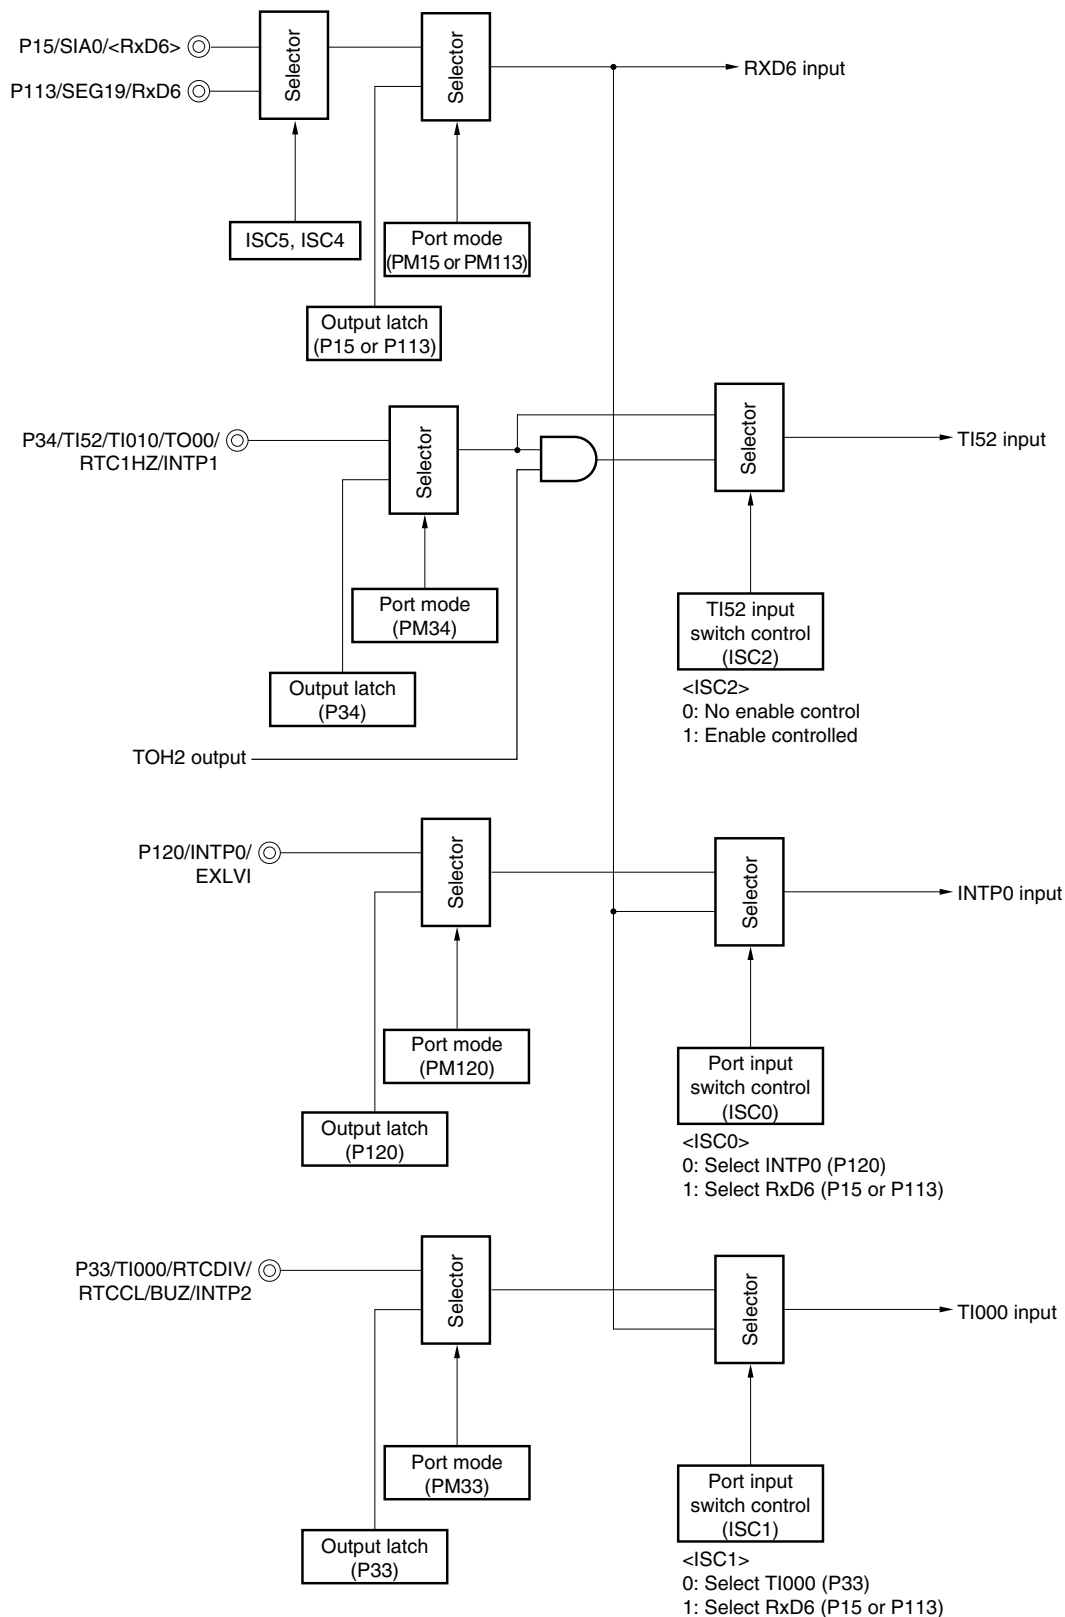 P15/SIA0/<RxD6>
P113/SEG19/RxD6
Selector
Selector
RXD6 input
ISC5, ISC4
Port mode
(PM15 or PM113)
Output latch
(P15 or P113)
P34/TI52/TI010/TO00/
RTC1HZ/INTP1
Selector
Selector
TI52 input
Port mode
(PM34)
TI52 input
switch control
(ISC2)
Output latch
(P34)
<ISC2>
0: No enable control
1: Enable controlled
TOH2 output
P120/INTP0/
EXLVI
Selector
Selector
INTP0 input
Port mode
(PM120)
Port input
switch control
(ISC0)
Output latch
(P120)
<ISC0>
0: Select INTP0 (P120)
1: Select RxD6 (P15 or P113)
P33/TI000/RTCDIV/
RTCCL/BUZ/INTP2
Selector
Selector
TI000 input
Port mode
(PM33)
Port input
switch control
(ISC1)
Output latch
(P33)
<ISC1>
0: Select TI000 (P33)
1: Select RxD6 (P15 or P113)